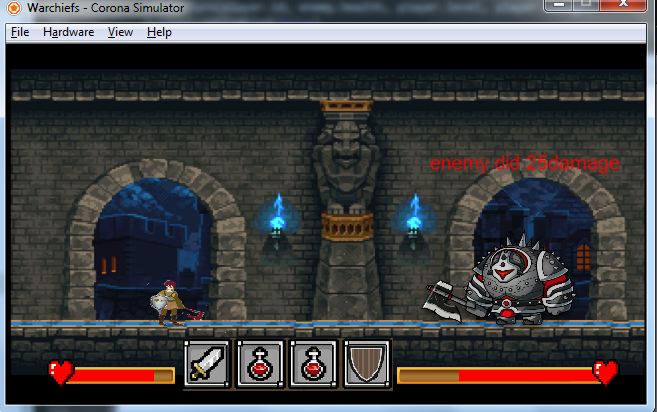 Warchiefs - Corona Simulator
File Hardware View Help
enemy did 25damage